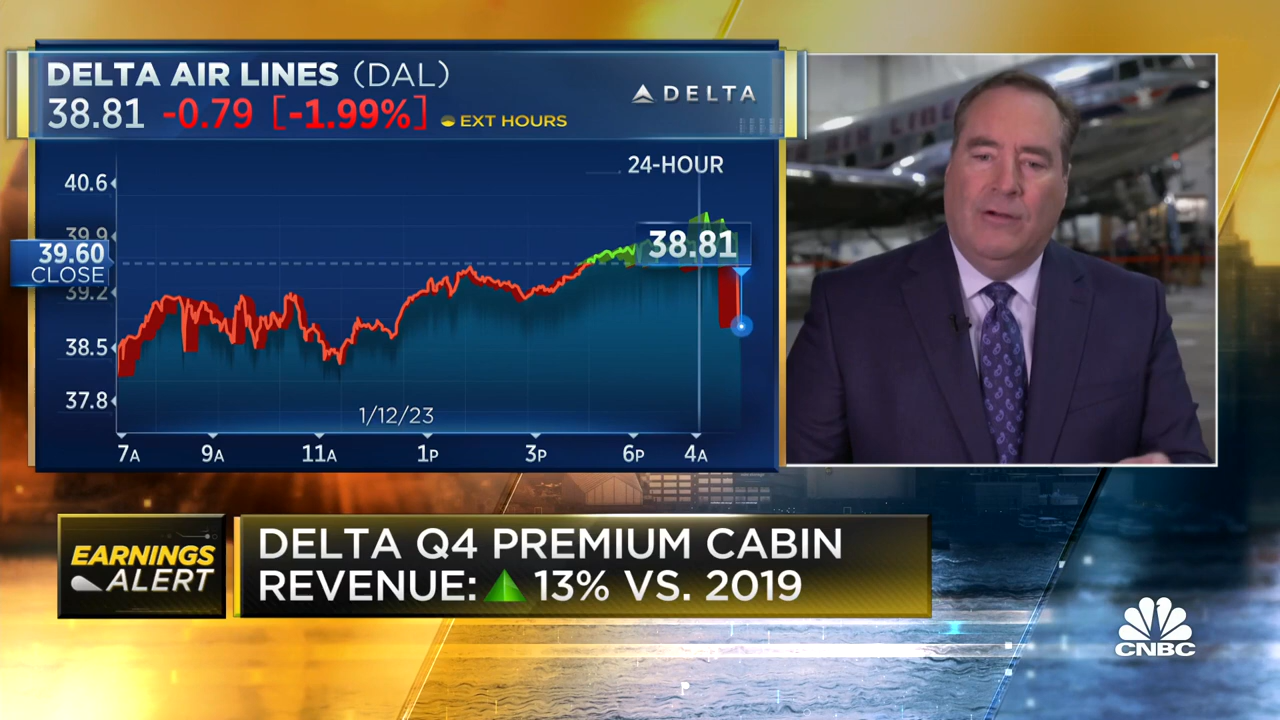 DELTA AIR LINES (DAL)
38.81 -0.79 [-1.99%] EXT HOURS
DELTA
24-HOUR
40.6
39.9
39.60
CLOSE
39.2
38.5
37.8
38.81
1/12/23
7A 9A 11A 1P 3P 6P 4A
AIR LINES
EARNINGS
ALERT
DELTA Q4 PREMIUM CABIN
REVENUE: 13% VS. 2019
CNBC
P